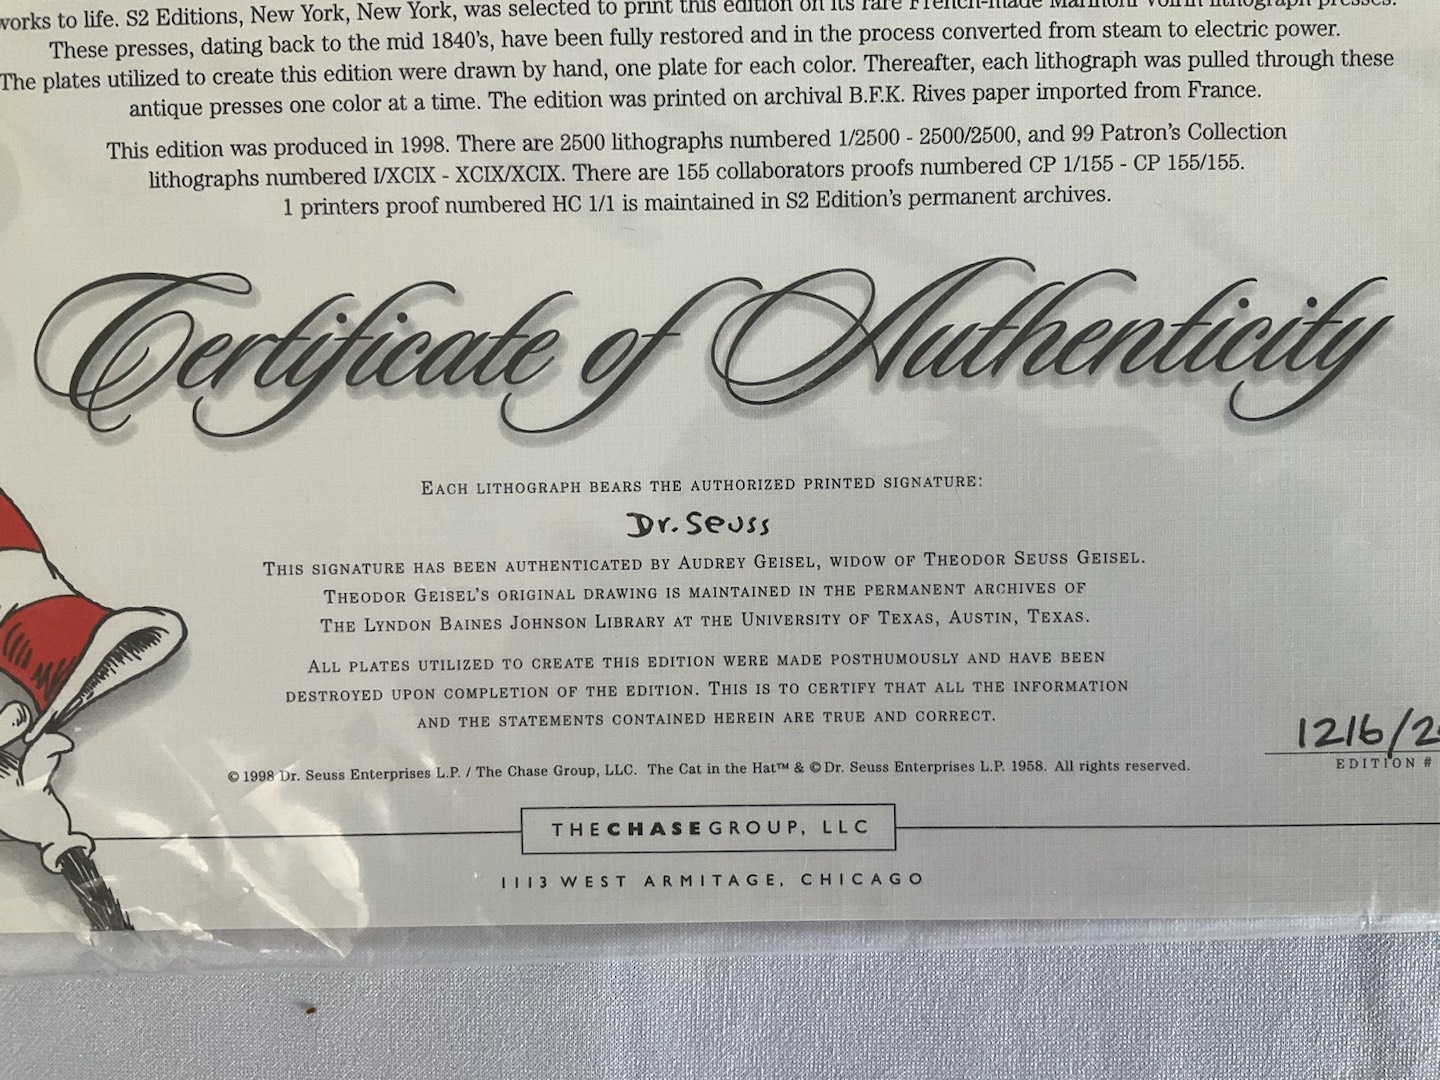 works to life. S2 Editions, New York, New York, was selected to print this edition on its rare French-made Marinoni Voirin lithograph presses.
These presses, dating back to the mid 1840's, have been fully restored and in the process converted from steam to electric power.
The plates utilized to create this edition were drawn by hand, one plate for each color. Thereafter, each lithograph was pulled through these
antique presses one color at a time. The edition was printed on archival B.F.K. Rives paper imported from France.
This edition was produced in 1998. There are 2500 lithographs numbered 1/2500 - 2500/2500, and 99 Patron's Collection
lithographs numbered I/XCIX - XCIX/XCIX. There are 155 collaborators proofs numbered CP 1/155 - CP 155/155.
1 printers proof numbered HC 1/1 is maintained in S2 Edition's permanent archives.
Certificate of Authenticity
EACH LITHOGRAPH BEARS THE AUTHORIZED PRINTED SIGNATURE:
Dr. Seuss
THIS SIGNATURE HAS BEEN AUTHENTICATED BY AUDREY GEISEL, WIDOW OF THEODOR SEUSS GEISEL.
THEODOR GEISEL'S ORIGINAL DRAWING IS MAINTAINED IN THE PERMANENT ARCHIVES OF
THE LYNDON BAINES JOHNSON LIBRARY AT THE UNIVERSITY OF TEXAS, AUSTIN, TEXAS.
ALL PLATES UTILIZED TO CREATE THIS EDITION WERE MADE POSTHUMOUSLY AND HAVE BEEN
DESTROYED UPON COMPLETION OF THE EDITION. THIS IS TO CERTIFY THAT ALL THE INFORMATION
AND THE STATEMENTS CONTAINED HEREIN ARE TRUE AND CORRECT.
1216/2
EDITION #
© 1998 Dr. Seuss Enterprises L.P. / The Chase Group, LLC. The Cat in the Hat™ & © Dr. Seuss Enterprises L.P. 1958. All rights reserved.
THECHASEGROUP, LLC
1113 WEST ARMITAGE, CHICAGO